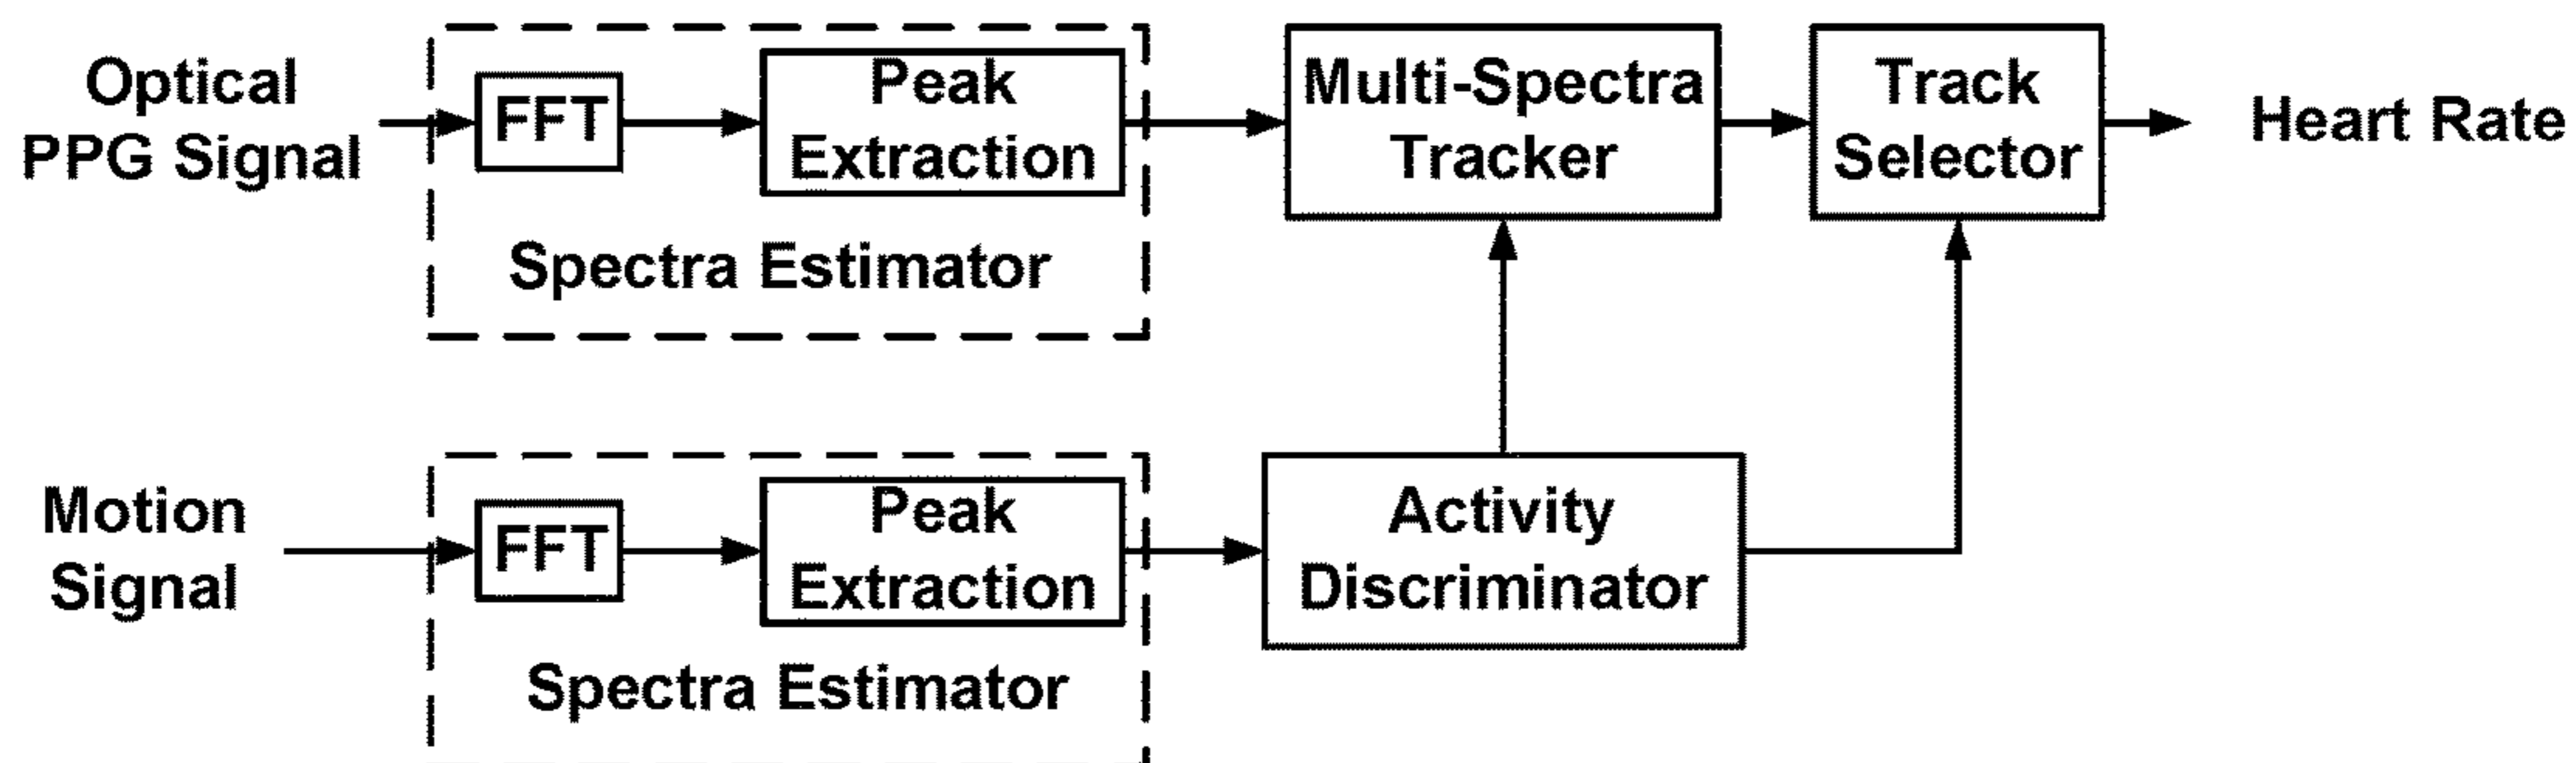 Optical
PPG Signal
FFT
Peak
Extraction
Spectra Estimator
Multi-Spectra
Tracker
Track
Selector
Heart Rate
Motion
Signal
FFT
Peak
Extraction
Spectra Estimator
Activity
Discriminator